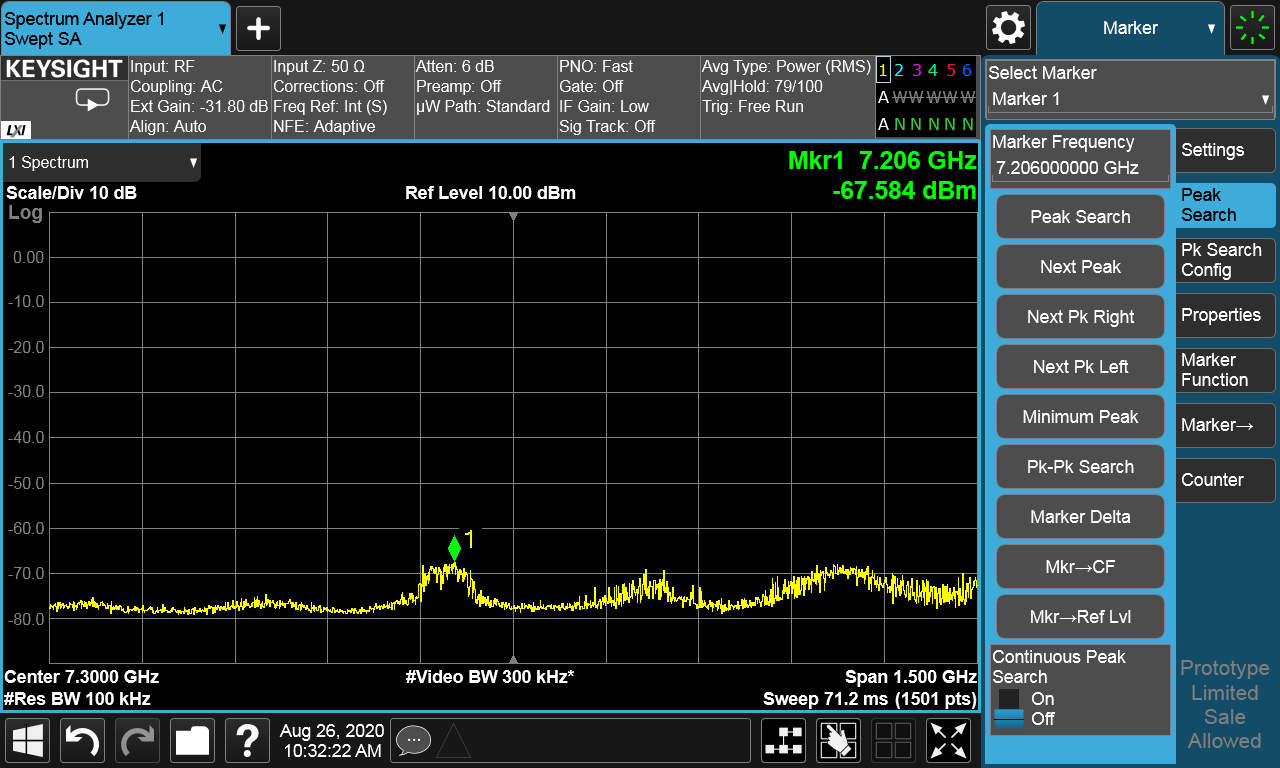 Spectrum Analyzer 1
Swept SA
Marker
KEYSIGHT
LXI
Input: RF
Coupling: AC
Ext Gain: -31.80 dB
Align: Auto
Input Z: 50 Ω
Corrections: Off
Freq Ref: Int (S)
NFE: Adaptive
Atten: 6 dB
Preamp: Off
µW Path: Standard
PNO: Fast
Gate: Off
IF Gain: Low
Sig Track: Off
Avg Type: Power (RMS)
Avg|Hold: 79/100
Trig: Free Run
1 2 3 4 5 6
A W W W W W
A N N N N N
Select Marker
Marker 1
1 Spectrum
Mkr1 7.206 GHz
-67.584 dBm
Scale/Div 10 dB
Ref Level 10.00 dBm
Log
0.00
-10.0
-20.0
-30.0
-40.0
-50.0
-60.0
-70.0
-80.0
1
Center 7.3000 GHz
#Video BW 300 kHz*
Span 1.500 GHz
#Res BW 100 kHz
Sweep 71.2 ms (1501 pts)
Marker Frequency
7.206000000 GHz
Peak Search
Next Peak
Next Pk Right
Next Pk Left
Minimum Peak
Pk-Pk Search
Marker Delta
Mkr→CF
Mkr→Ref Lvl
Continuous Peak
Search
On
Off
Settings
Peak
Search
Pk Search
Config
Properties
Marker
Function
Marker→
Counter
Prototype
Limited
Sale
Allowed
?
Aug 26, 2020
10:32:22 AM